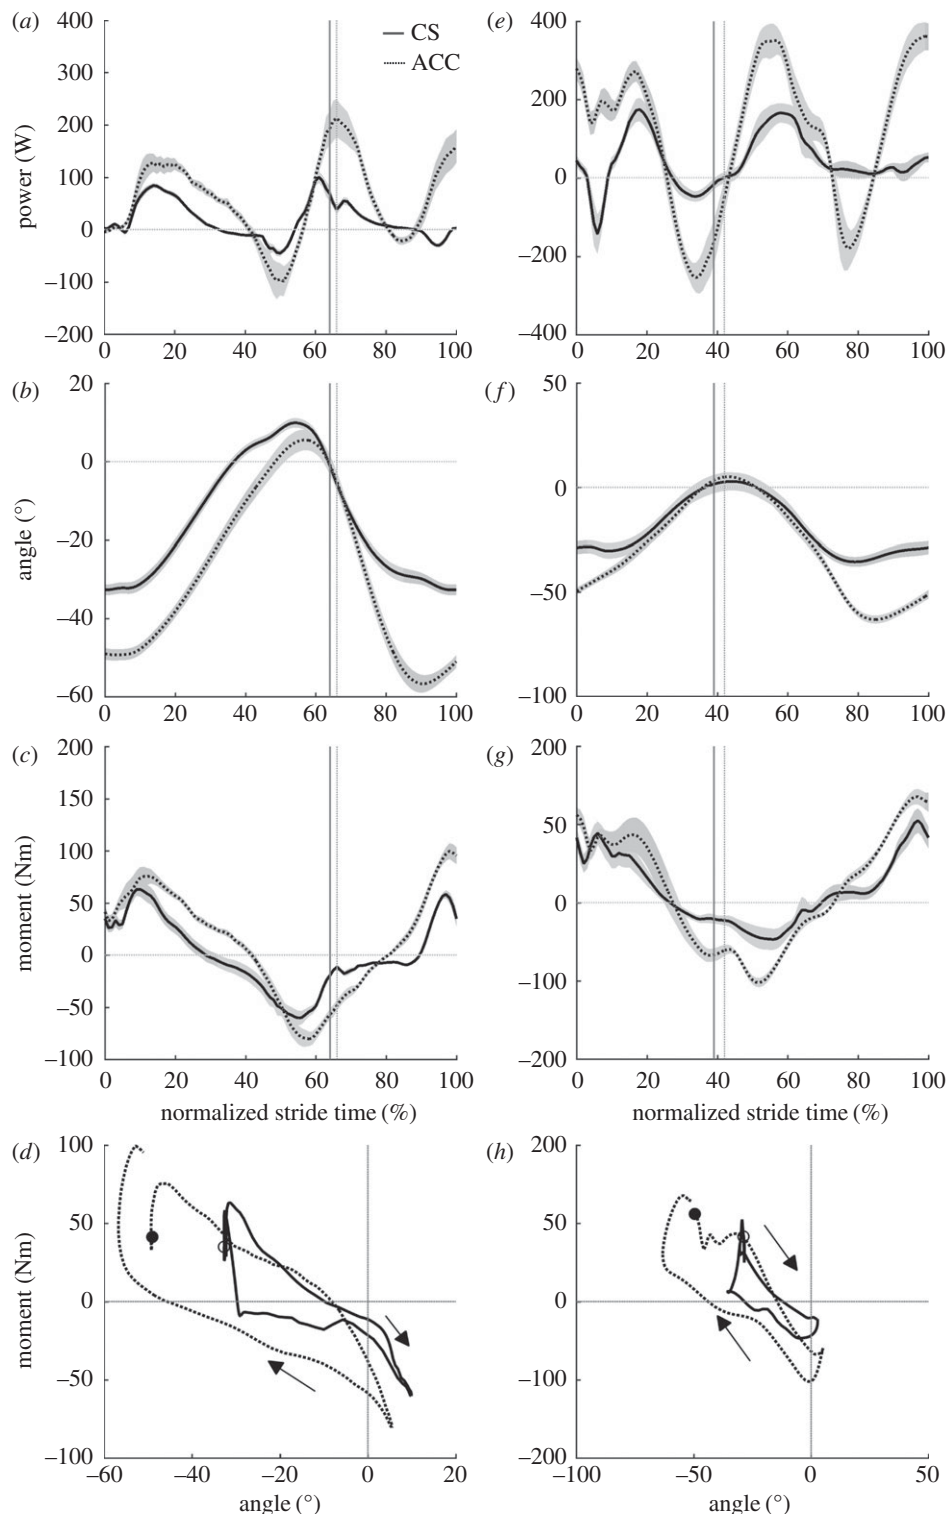 (a)
400
300
200
100
0
–100
–200
power (W)
CS
ACC
0 20 40 60 80 100
(e)
400
200
100
0
–200
–400
0 20 40 60 80 100
(b)
20
0
–20
–40
–60
angle (°)
0 20 40 60 80 100
(f)
50
0
–50
–100
0 20 40 60 80 100
(c)
200
150
100
50
0
–50
–100
moment (Nm)
0 20 40 60 80 100
normalized stride time (%)
(g)
200
50
0
–100
–200
0 20 40 60 80 100
normalized stride time (%)
(d)
100
50
0
–50
–100
moment (Nm)
–60 –40 –20 0 20
angle (°)
(h)
200
50
0
–100
–200
–100 –50 0 50
angle (°)